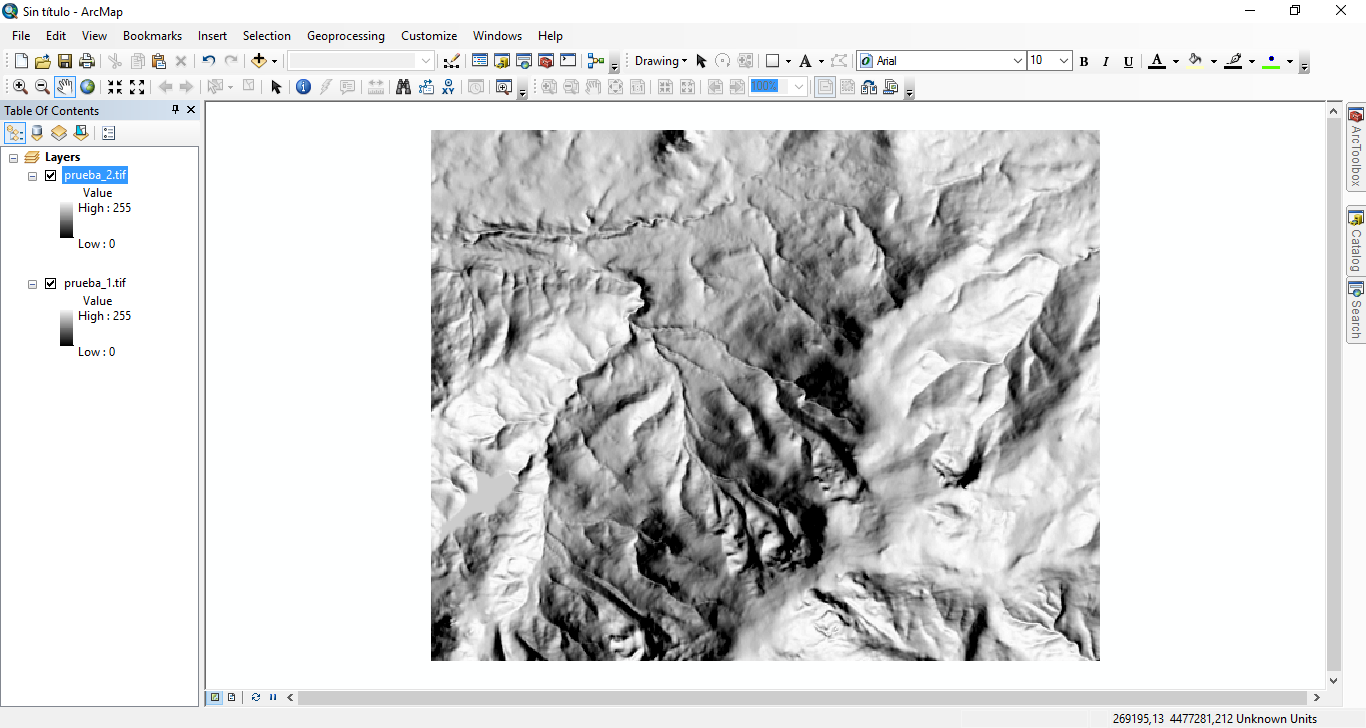 Sin título - ArcMap
File Edit View Bookmarks Insert Selection Geoprocessing Customize Windows Help
Drawing A Arial 10 B I U A
100%
Table Of Contents
Layers
prueba_2.tif
Value
High : 255
Low : 0
prueba_1.tif
Value
High : 255
Low : 0
ArcToolbox
Catalog
Search
269195,13 4477281,212 Unknown Units